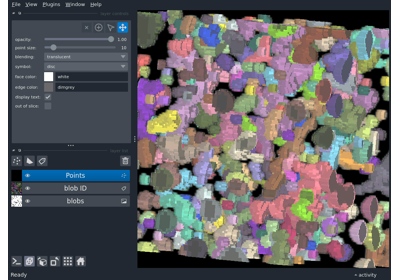 File View Plugins Window Help
opacity: 1.00
point size: 10
blending: translucent
symbol: disc
face color: white
edge color: dimgrey
display text:
out of slice:
Points
blob ID
blobs
Ready
activity